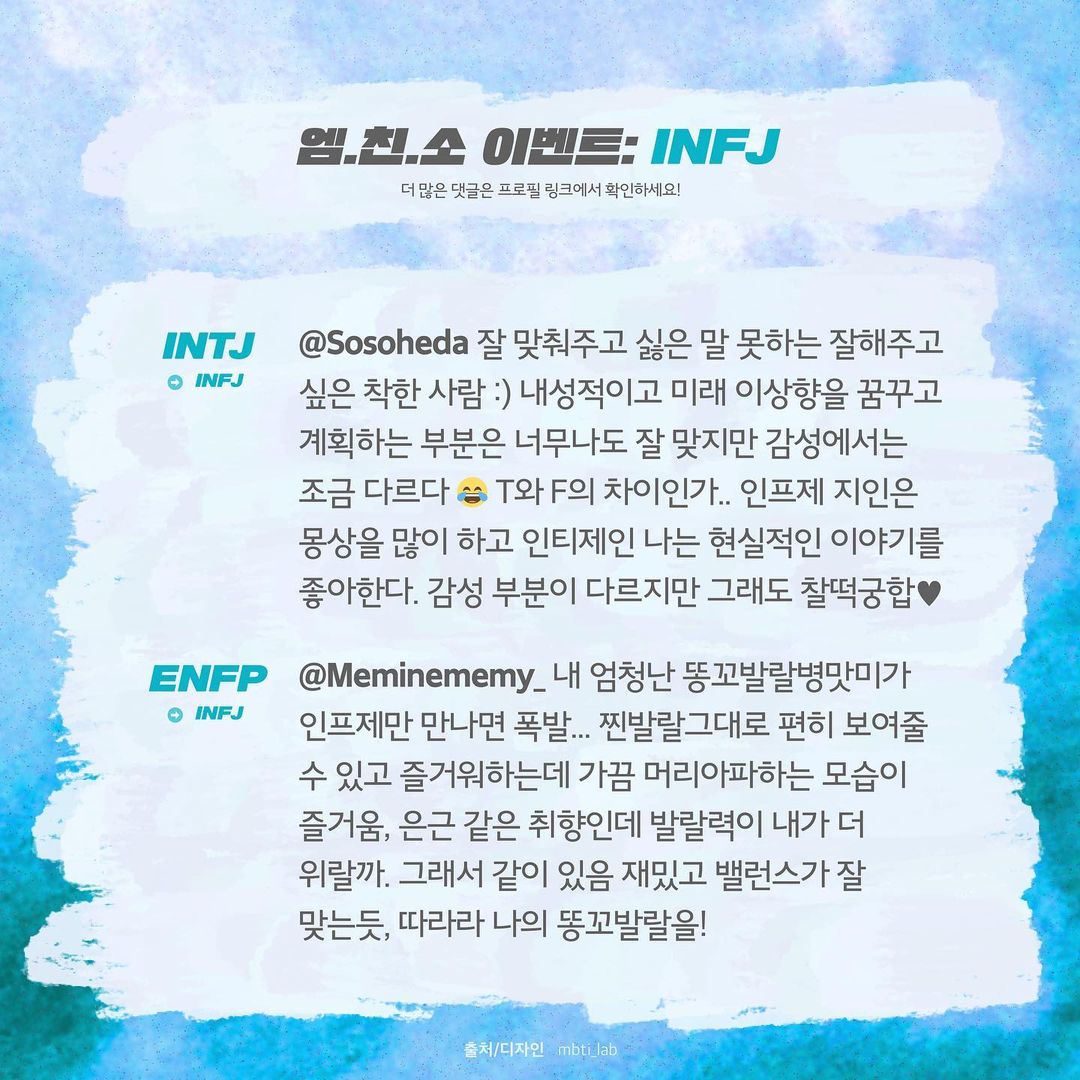 엠.친.소 이벤트: INFJ
더 많은 댓글은 프로필 링크에서 확인하세요!
INTJ
INFJ
@Sosoheda 잘 맞춰주고 싫은 말 못하는 잘해주고
싶은 착한 사람 :) 내성적이고 미래 이상향을 꿈꾸고
계획하는 부분은 너무나도 잘 맞지만 감성에서는
조금 다르다 😂 T와 F의 차이인가.. 인프제 지인은
몽상을 많이 하고 인티제인 나는 현실적인 이야기를
좋아한다. 감성 부분이 다르지만 그래도 찰떡궁합♥
ENFP
INFJ
@Meminememy_ 내 엄청난 똥꼬발랄병맛미가
인프제만 만나면 폭발... 찐발랄그대로 편히 보여줄
수 있고 즐거워하는데 가끔 머리아파하는 모습이
즐거움, 은근 같은 취향인데 발랄력이 내가 더
위랄까. 그래서 같이 있음 재밌고 밸런스가 잘
맞는듯, 따라라 나의 똥꼬발랄을!
출처/디자인 mbti_lab